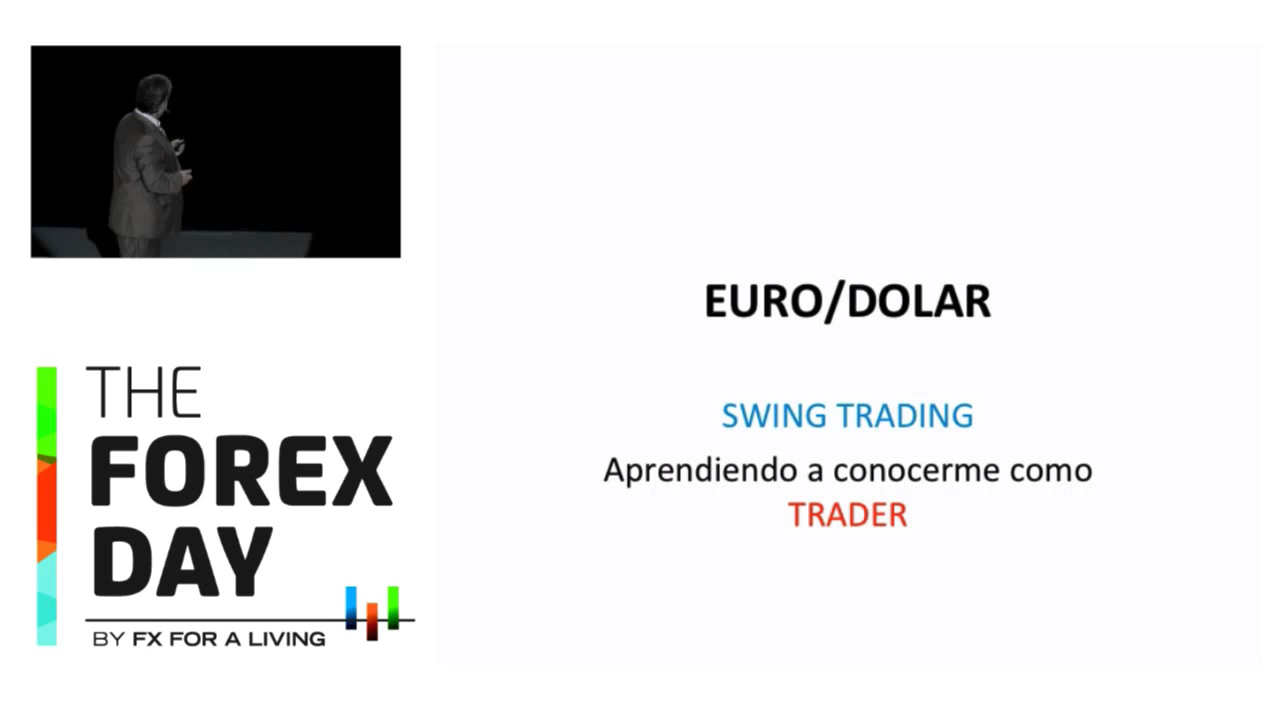 THE
FOREX
DAY
BY FX FOR A LIVING
EURO/DOLAR
SWING TRADING
Aprendiendo a conocerme como
TRADER